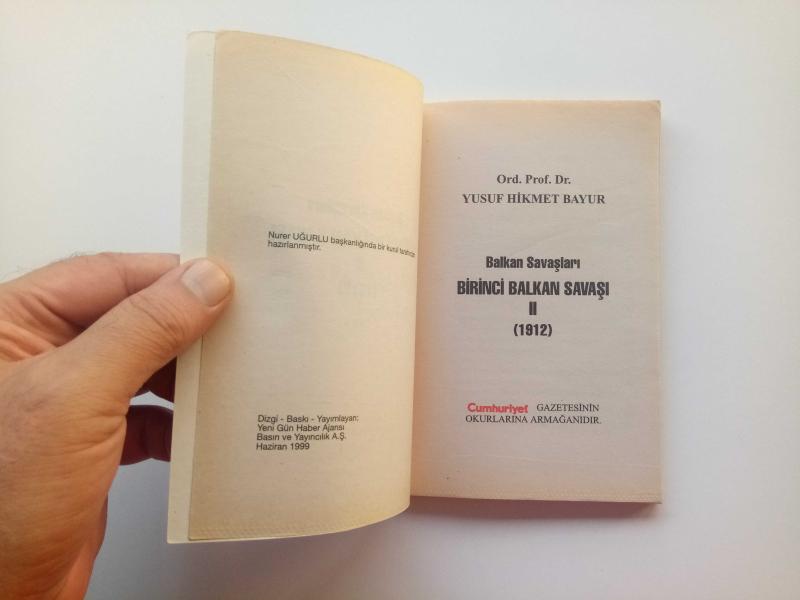 Nurer UĞURLU başkanlığında bir kurul tarafından
hazırlanmıştır.
Dizgi - Baskı - Yayımlayan:
Yeni Gün Haber Ajansı
Basın ve Yayıncılık A.Ş.
Haziran 1999
Ord. Prof. Dr.
YUSUF HİKMET BAYUR
Balkan Savaşları
BİRİNCİ BALKAN SAVAŞI
II
(1912)
Cumhuriyet GAZETESİNİN
OKURLARINA ARMAĞANIDIR.